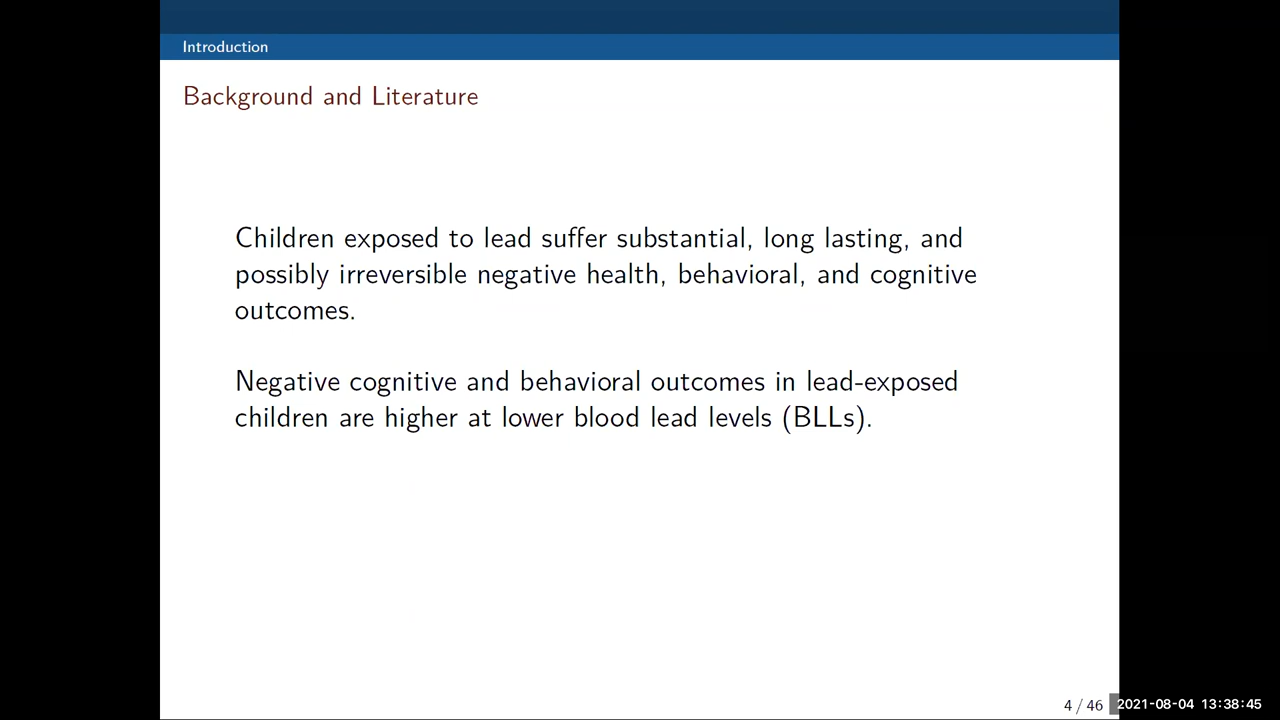 Introduction
Background and Literature
Children exposed to lead suffer substantial, long lasting, and
possibly irreversible negative health, behavioral, and cognitive
outcomes.
Negative cognitive and behavioral outcomes in lead-exposed
children are higher at lower blood lead levels (BLLs).
4 / 46
2021-08-04 13:38:45